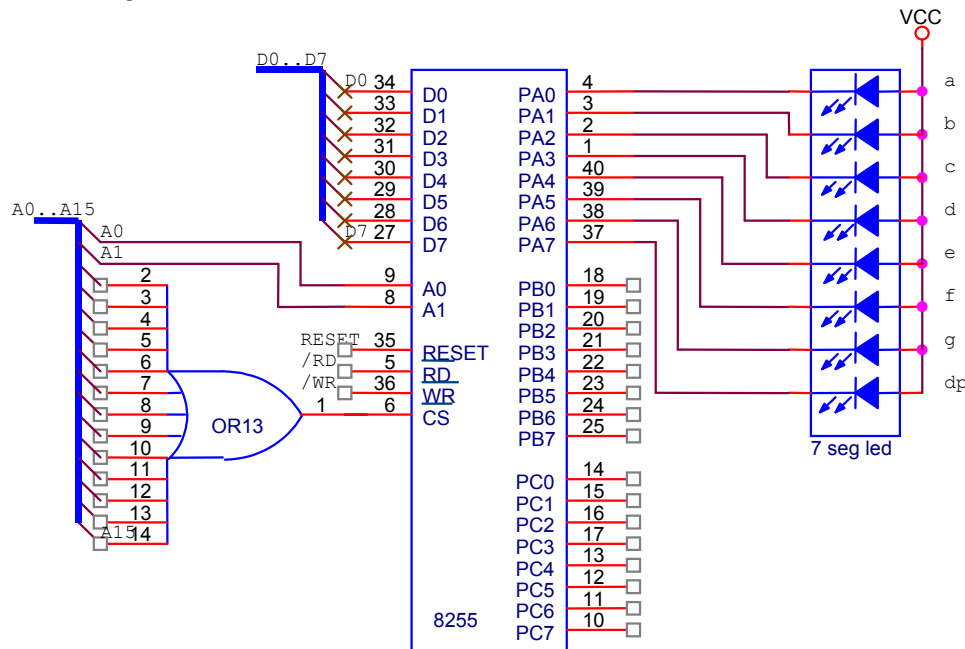 VCC
D0..D7
D0 34 D0 PA0 4 a
33 D1 PA1 3
32 D2 PA2 2 b
31 D3 PA3 1
30 D4 PA4 40 c
29 D5 PA5 39
28 D6 PA6 38 d
D7 27 D7 PA7 37
A0..A15
A0
A1
e
2 9 A0 PB0 18
3 8 A1 PB1 19 f
4 PB2 20
5 RESET 35 RESET PB3 21 g
6 /RD 5 RD PB4 22
7 /WR 36 WR PB5 23 dp
8 1 6 CS PB6 24
9 OR13 PB7 25
10 7 seg led
11 PC0 14
12 PC1 15
13 PC2 16
A15 14 PC3 17
PC4 13
PC5 12
PC6 11
8255 PC7 10